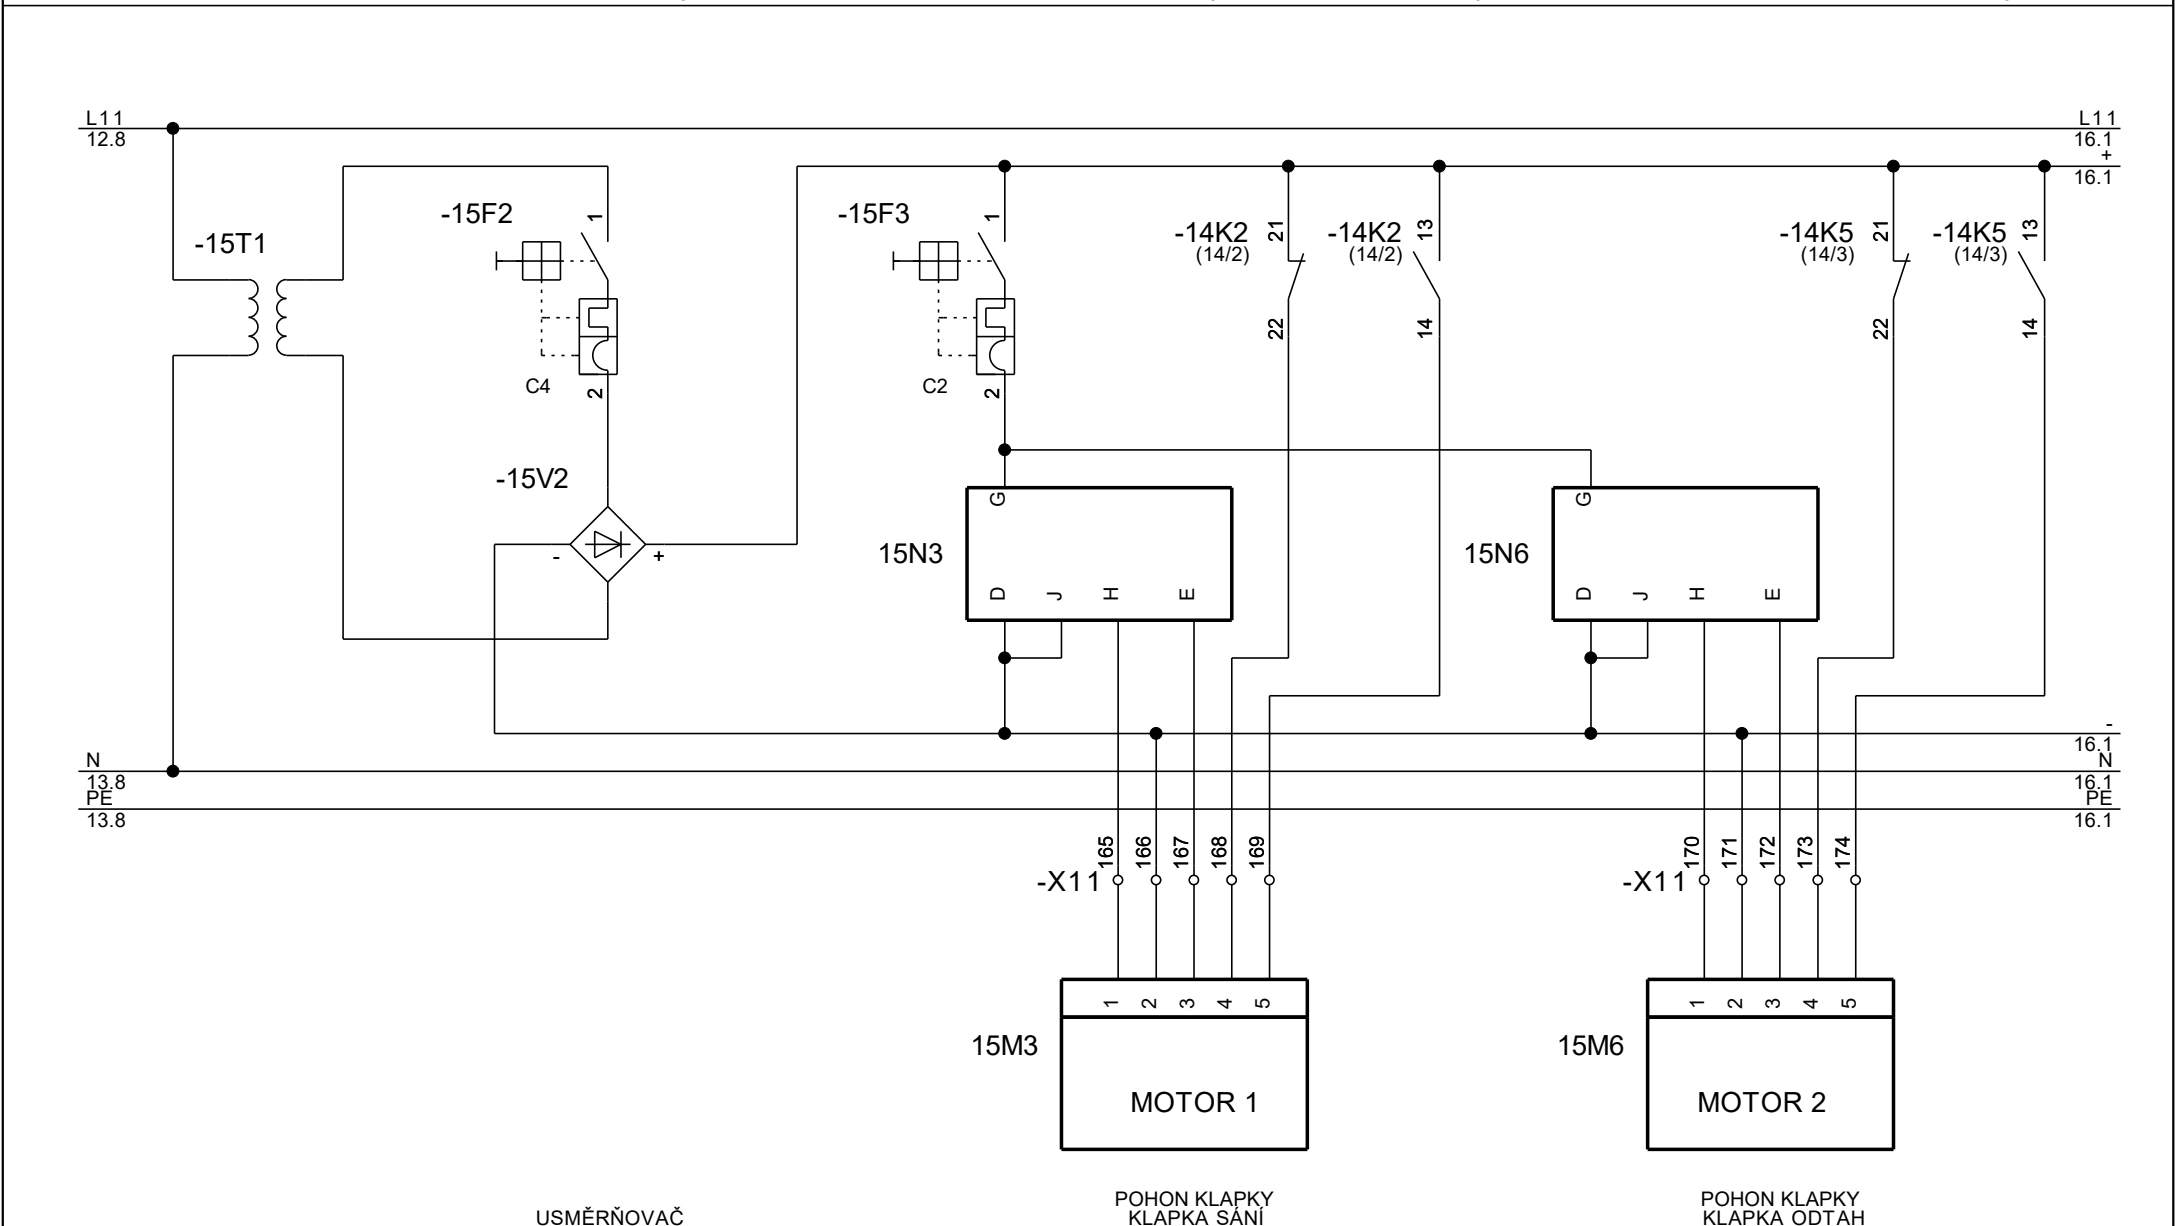 L11
12.8
L11
16.1
+
16.1
-15T1
-15F2
1
C4
2
-15V2
-
+
-15F3
1
C2
2
-14K2
(14/2)
21
22
-14K2
(14/2)
13
14
-14K5
(14/3)
21
22
-14K5
(14/3)
13
14
15N3
G
D J H E
15N6
G
D J H E
-
16.1
N
13.8
N
16.1
PE
13.8
PE
16.1
-X11 165 166 167 168 169
-X11 170 171 172 173 174
1 2 3 4 5
15M3
MOTOR 1
1 2 3 4 5
15M6
MOTOR 2
USMĚRŇOVAČ
POHON KLAPKY
KLAPKA SÁNÍ
POHON KLAPKY
KLAPKA ODTAH